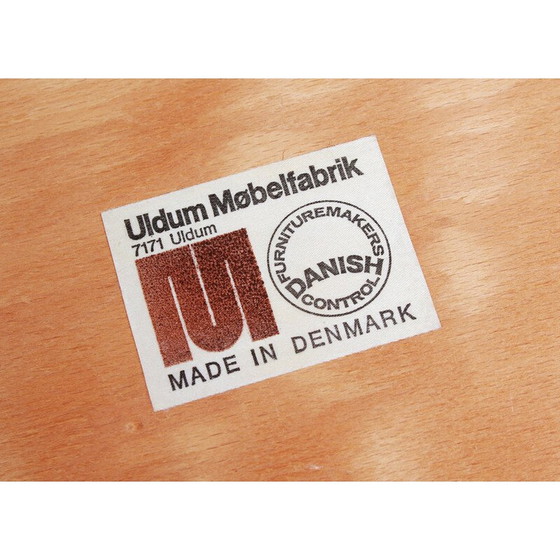 Uldum Møbelfabrik
7171 Uldum
FURNITUREMAKERS
DANISH
CONTROL
MADE IN DENMARK